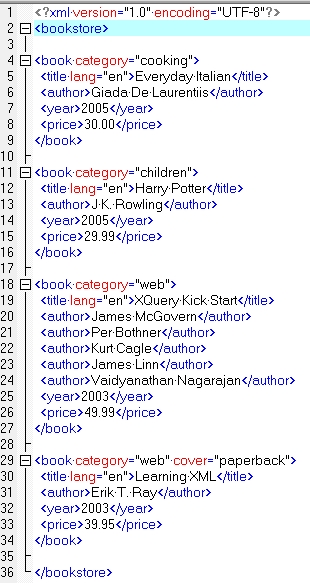 1 <?xml version="1.0" encoding="UTF-8"?>
2 <bookstore>
3
4 <book category="cooking">
5 <title lang="en">Everyday Italian</title>
6 <author>Giada De Laurentiis</author>
7 <year>2005</year>
8 <price>30.00</price>
9 </book>
10
11 <book category="children">
12 <title lang="en">Harry Potter</title>
13 <author>J K. Rowling</author>
14 <year>2005</year>
15 <price>29.99</price>
16 </book>
17
18 <book category="web">
19 <title lang="en">XQuery Kick Start</title>
20 <author>James McGovern</author>
21 <author>Per Bothner</author>
22 <author>Kurt Cagle</author>
23 <author>James Linn</author>
24 <author>Vaidyanathan Nagarajan</author>
25 <year>2003</year>
26 <price>49.99</price>
27 </book>
28
29 <book category="web" cover="paperback">
30 <title lang="en">Learning XML</title>
31 <author>Erik T. Ray</author>
32 <year>2003</year>
33 <price>39.95</price>
34 </book>
35
36 </bookstore>